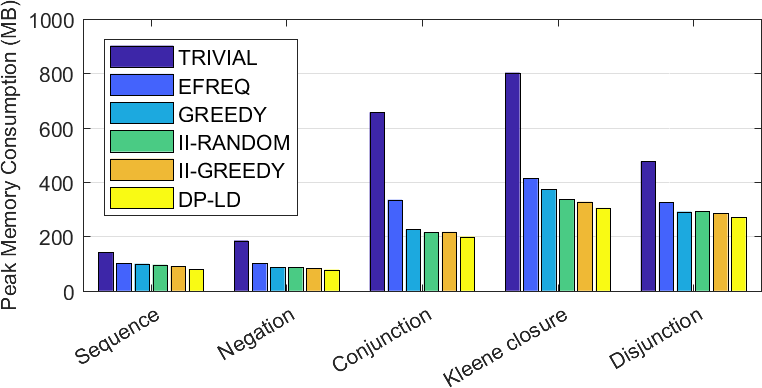 Peak Memory Consumption (MB)
1000
800
600
400
200
0
TRIVIAL
EFREQ
GREEDY
II-RANDOM
II-GREEDY
DP-LD
Sequence
Negation
Conjunction
Kleene closure
Disjunction